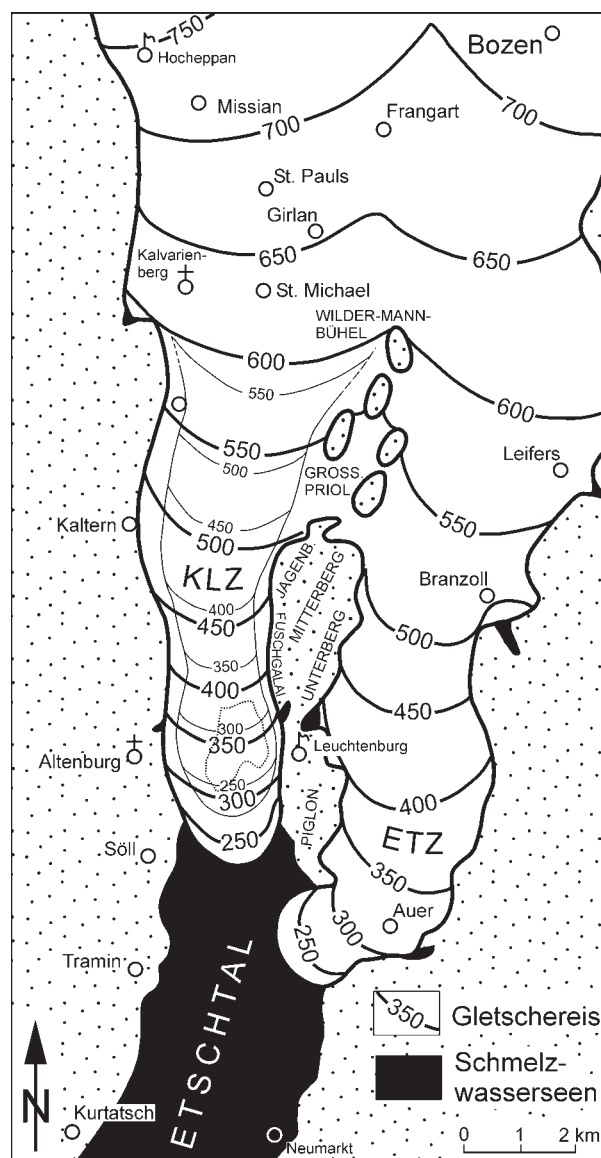 750
Hocheppan
Bozen
Missian
Frangart
700
700
St. Pauls
Girlan
650
650
Kalvarien-
berg
St. Michael
WILDER-MANN-
BÜHEL
600
550
600
550
500
GROSS.
PRIOL
Leifers
550
Kaltern
450
500
KLZ
JAGENB.
MITTERBERG
Branzoll
400
450
FUSCHGALAI
UNTERBERG
500
350
400
450
300
350
Leuchtenburg
Altenburg
250
300
400
PIGLON
ETZ
250
Söll
350
300
250
Auer
Tramin
ETSCHTAL
350
Gletschereis
Schmelz-
wasserseen
N
Kurtatsch
Neumarkt
0 2 km